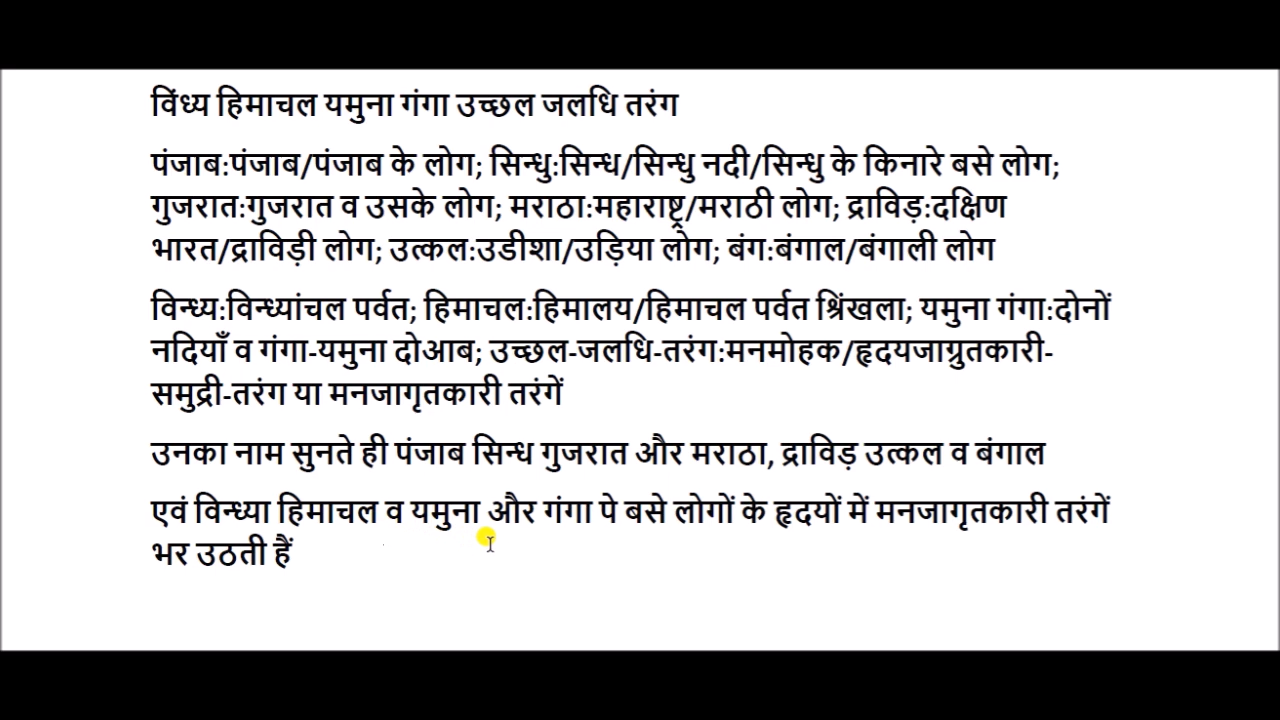 विंध्य हिमाचल यमुना गंगा उच्छल जलधि तरंग
पंजाब:पंजाब/पंजाब के लोग; सिन्धु:सिन्ध/सिन्धु नदी/सिन्धु के किनारे बसे लोग;
गुजरात:गुजरात व उसके लोग; मराठा:महाराष्ट्र/मराठी लोग; द्राविड़:दक्षिण
भारत/द्राविड़ी लोग; उत्कल:उडीशा/उड़िया लोग; बंग:बंगाल/बंगाली लोग
विन्ध्य:विन्ध्यांचल पर्वत; हिमाचल:हिमालय/हिमाचल पर्वत श्रिंखला; यमुना गंगा:दोनों
नदियाँ व गंगा-यमुना दोआब; उच्छल-जलधि-तरंग:मनमोहक/हृदयजाग्रुतकारी-
समुद्री-तरंग या मनजागृतकारी तरंगें
उनका नाम सुनते ही पंजाब सिन्ध गुजरात और मराठा, द्राविड़ उत्कल व बंगाल
एवं विन्ध्या हिमाचल व यमुना और गंगा पे बसे लोगों के हृदयों में मनजागृतकारी तरंगें
भर उठती हैं